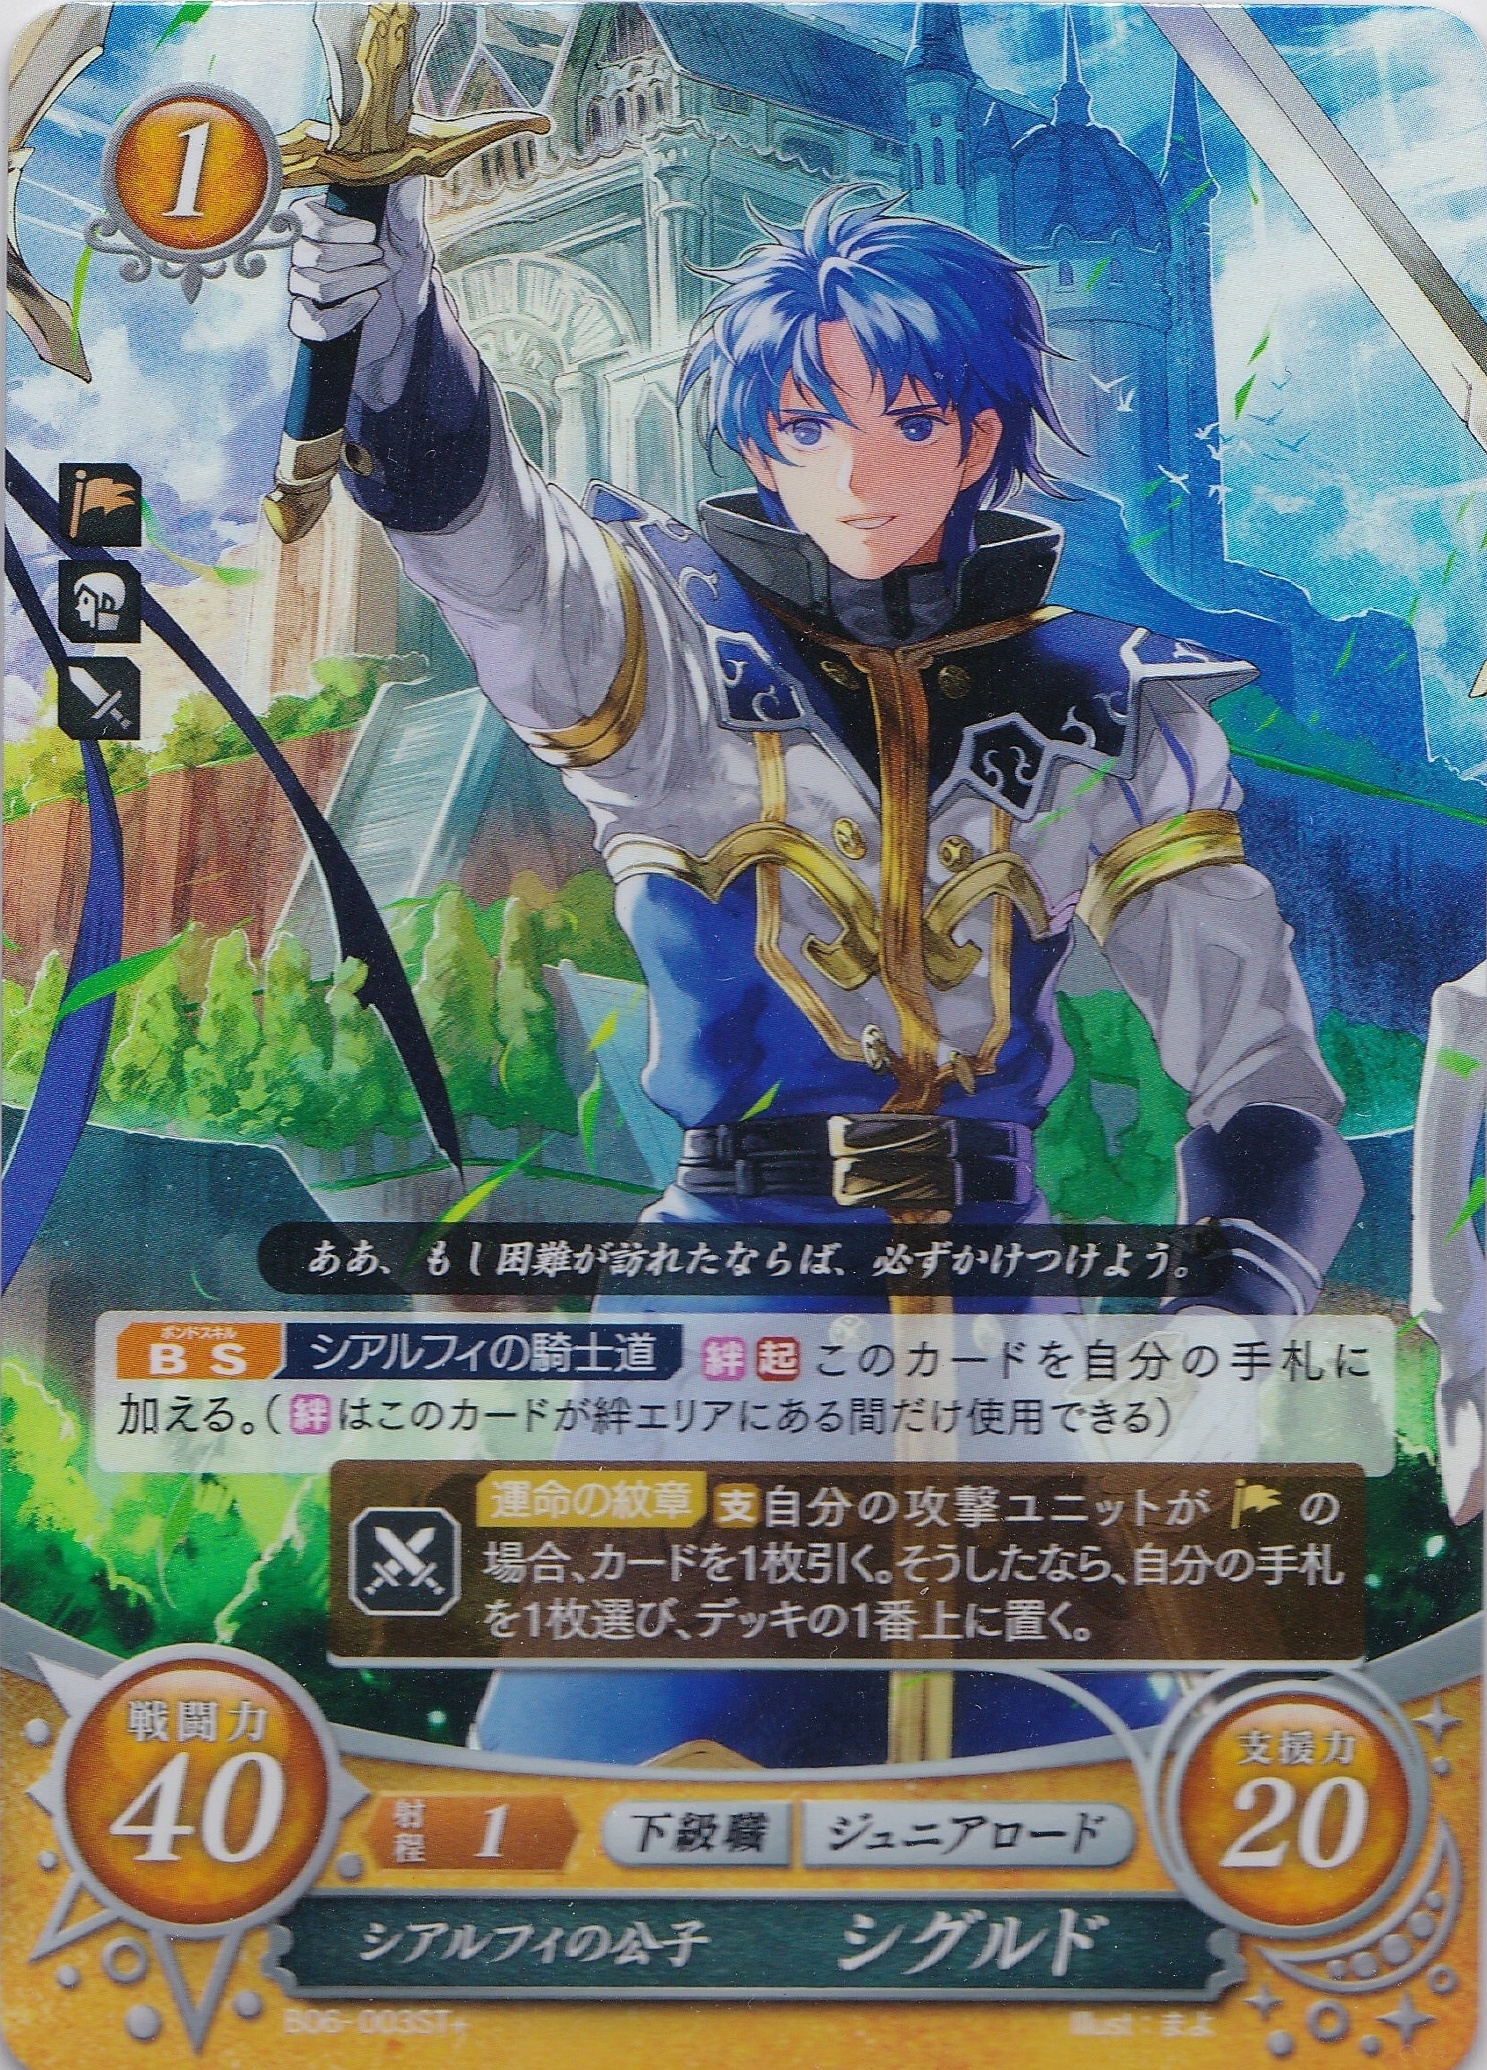 1
ああ、もし困難が訪れたならば、必ずかけつけよう。
ボンドスキル
BS シアルフィの騎士道 絆 起 このカードを自分の手札に
加える。(絆はこのカードが絆エリアにある間だけ使用できる)
運命の紋章 支 自分の攻撃ユニットが の
場合、カードを1枚引く。そうしたなら、自分の手札
を1枚選び、デッキの1番上に置く。
戦闘力
40
射程 1
下級職 ジュニアロード
支援力
20
シアルフィの公子 シグルド
B06-003ST+
Illust：まよ